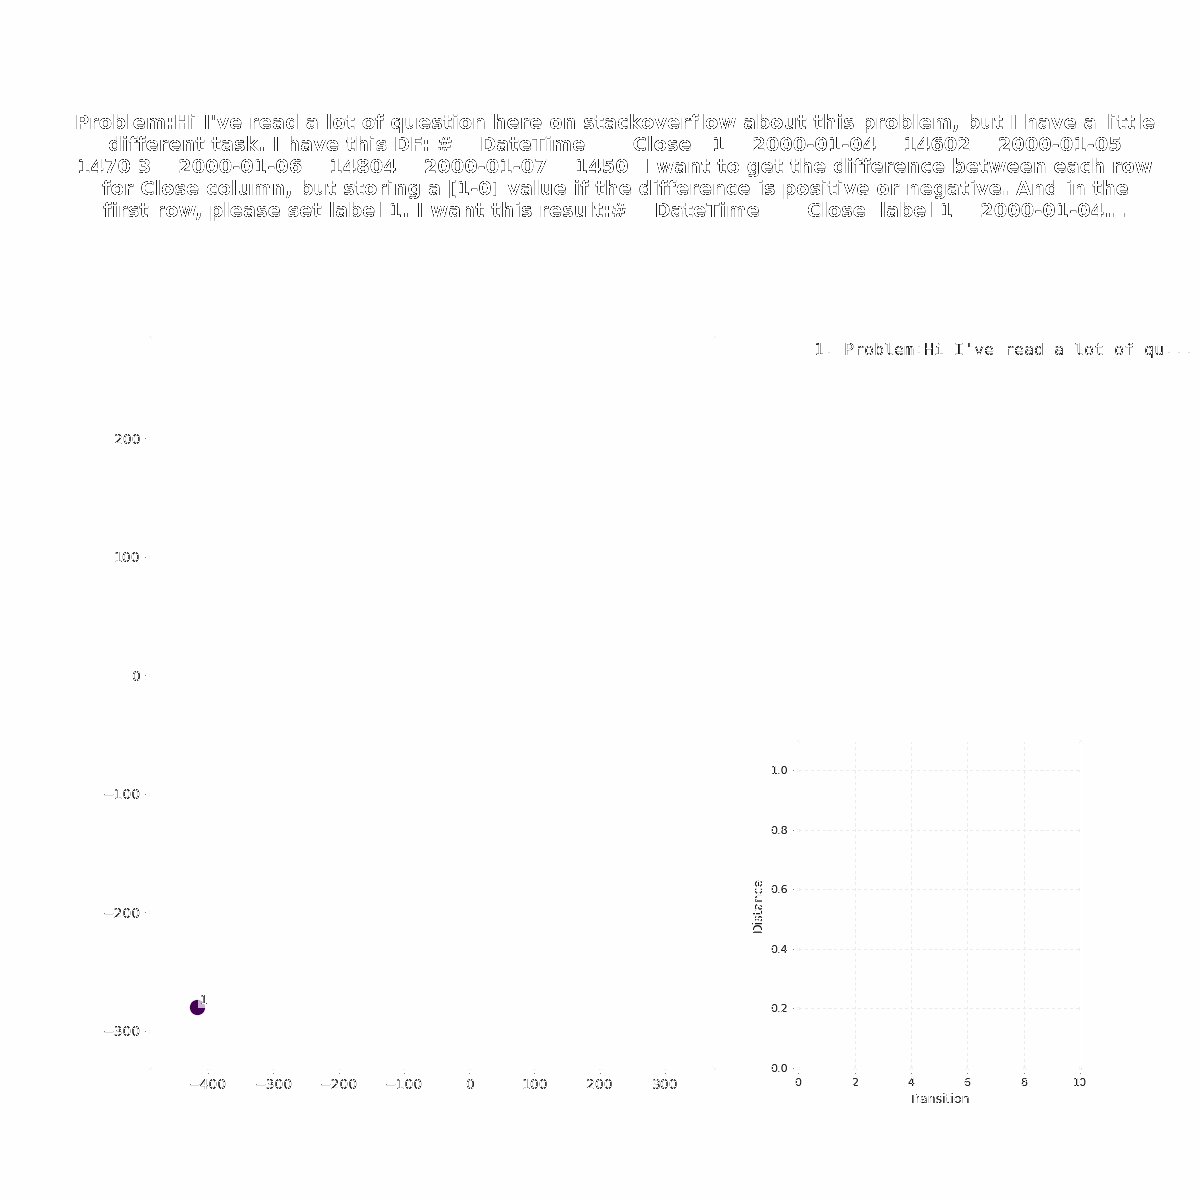 Problem:Hi I've read a lot of question here on stackoverflow about this problem, but I have a little
different task. I have this DF: # DateTime Close 1 2000-01-04 14602 2000-01-05
1470 3 2000-01-06 14804 2000-01-07 1450 I want to get the difference between each row
for Close column, but storing a [1-0] value if the difference is positive or negative. And in the
first row, please set label 1. I want this result:# DateTime Close label 1 2000-01-04...
1. Problem:Hi I've read a lot of qu...
200
100
0
−100
−200
−300
−400 −300 −200 −100 0 100 200 300
1
1.0
0.8
0.6
0.4
0.2
0.0
Distance
0 2 4 6 8 10
Transition